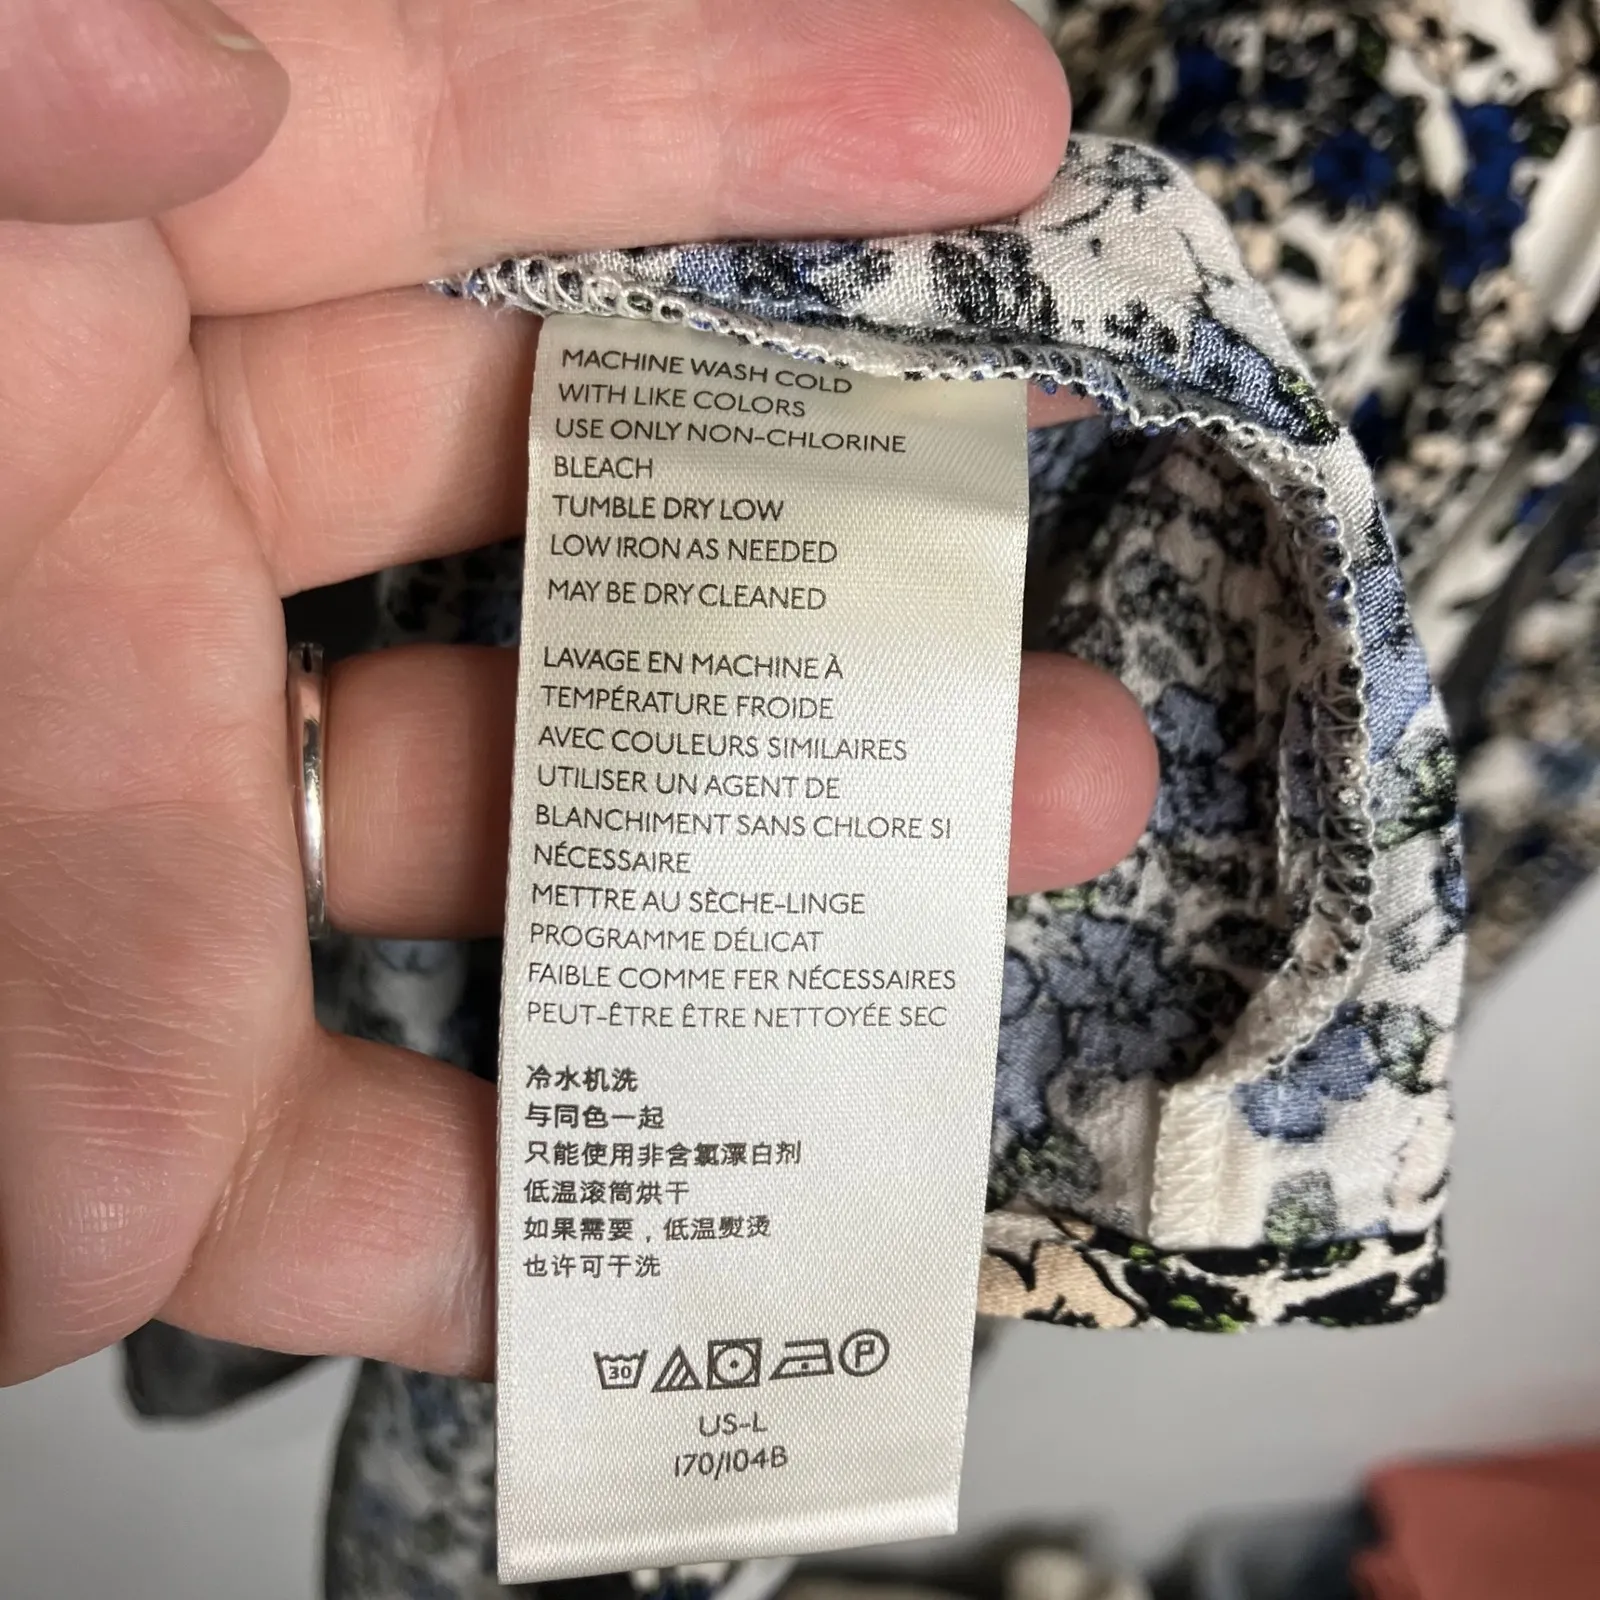 MACHINE WASH COLD
WITH LIKE COLORS
USE ONLY NON-CHLORINE
BLEACH
TUMBLE DRY LOW
LOW IRON AS NEEDED
MAY BE DRY CLEANED
LAVAGE EN MACHINE À
TEMPÉRATURE FROIDE
AVEC COULEURS SIMILAIRES
UTILISER UN AGENT DE
BLANCHIMENT SANS CHLORE SI
NÉCESSAIRE
METTRE AU SÈCHE-LINGE
PROGRAMME DÉLICAT
FAIBLE COMME FER NÉCESSAIRES
PEUT-ÊTRE ÊTRE NETTOYÉE SEC
冷水机洗
与同色一起
只能使用非含氯漂白剂
低温滚筒烘干
如果需要，低温熨烫
也许可干洗
30 P
US-L
170/104B